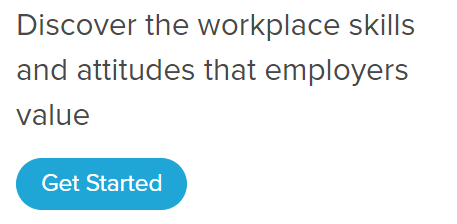 Discover the workplace skills
and attitudes that employers
value
Get Started